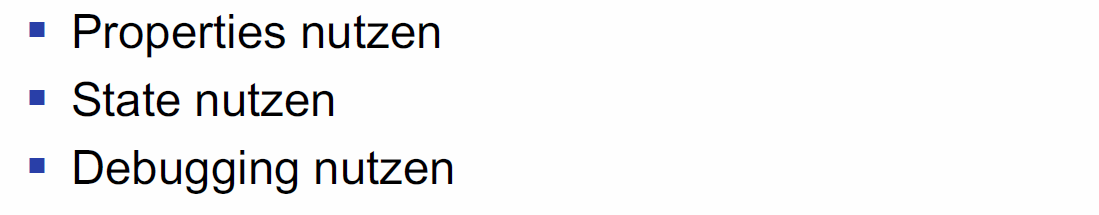 ▪ Properties nutzen
▪ State nutzen
▪ Debugging nutzen